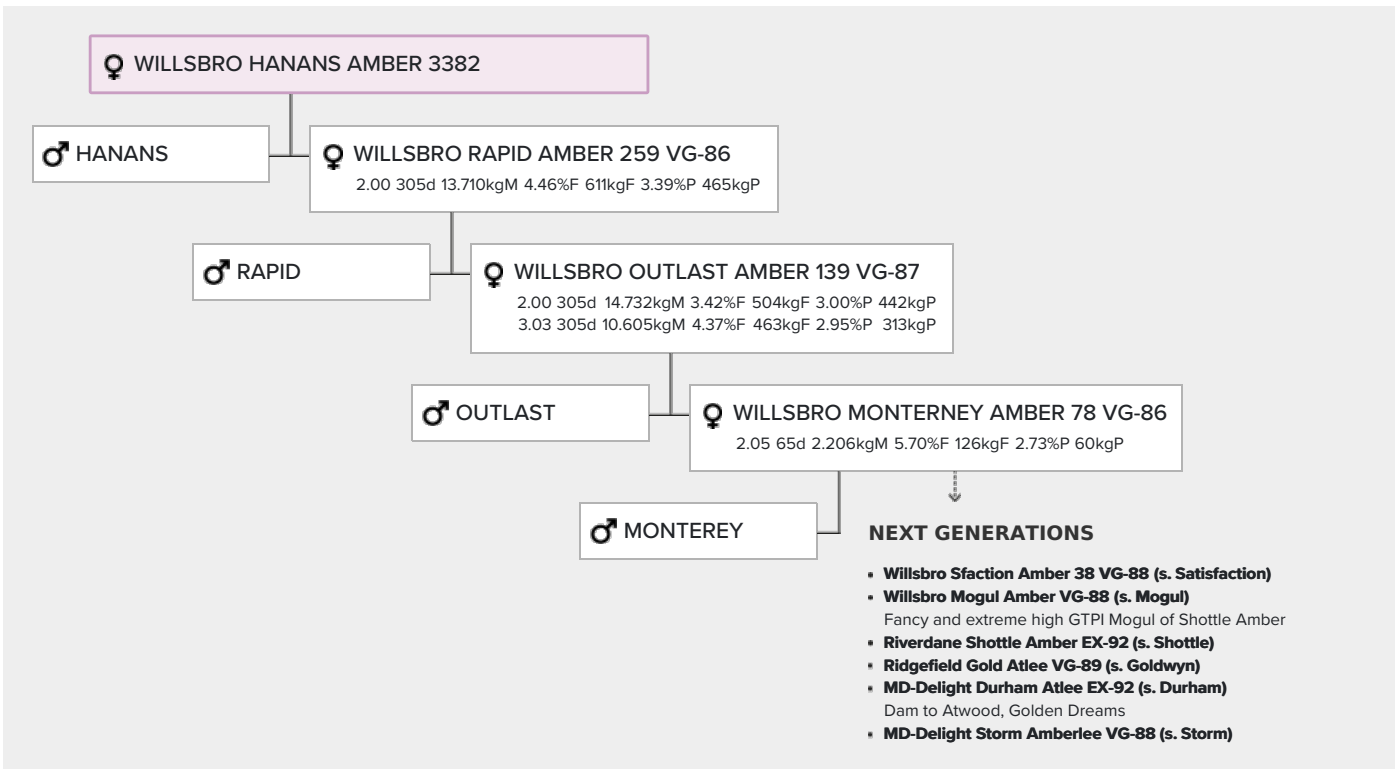 WILLSBRO HANANS AMBER 3382
HANANS
WILLSBRO RAPID AMBER 259 VG-86
2.00 305d 13.710kgM 4.46%F 611kgF 3.39%P 465kgP
RAPID
WILLSBRO OUTLAST AMBER 139 VG-87
2.00 305d 14.732kgM 3.42%F 504kgF 3.00%P 442kgP
3.03 305d 10.605kgM 4.37%F 463kgF 2.95%P 313kgP
OUTLAST
WILLSBRO MONTERNEY AMBER 78 VG-86
2.05 65d 2.206kgM 5.70%F 126kgF 2.73%P 60kgP
MONTEREY
NEXT GENERATIONS
Willsbro Sfaction Amber 38 VG-88 (s. Satisfaction)
Willsbro Mogul Amber VG-88 (s. Mogul)
Fancy and extreme high GTPI Mogul of Shottle Amber
Riverdane Shottle Amber EX-92 (s. Shottle)
Ridgefield Gold Atlee VG-89 (s. Goldwyn)
MD-Delight Durham Atlee EX-92 (s. Durham)
Dam to Atwood, Golden Dreams
MD-Delight Storm Amberlee VG-88 (s. Storm)